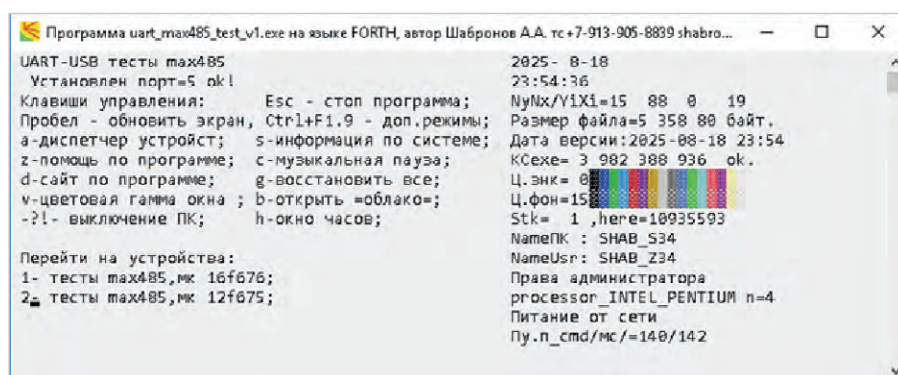 Программа uart_max485_test_v1.exe на языке FORTH, автор Шабронов А.А. тс+7-913-905-8839 shabro...
UART-USB тесты max485
Установлен порт=5 ok!
Клавиши управления: Esc - стоп программа;
Пробел - обновить экран, Ctrl+F1.9 - доп.режимы;
a-диспетчер устройст; s-информация по системе;
z-помощь по программе; c-музыкальная пауза;
d-сайт по программе; g-восстановить все;
v-цветовая гамма окна ; b-открыть =облако=;
-?!- выключение ПК; h-окно часов;
Перейти на устройства:
1- тесты max485,мк 16f676;
2- тесты max485,мк 12f675;
2025- 8-18
23:54:36
NyNx/YiXi=15 88 0 19
Размер файла=5 358 80 байт.
Дата версии:2025-08-18 23:54
КСexe= 3 982 388 936 ok.
Ц.знк= 0
Ц.фон=15
Stk= 1 ,here=10935593
NameПК : SHAB_S34
NameUsr: SHAB_Z34
Права администратора
processor_INTEL_PENTIUM n=4
Питание от сети
Пу.п_cmd/мс/=140/142